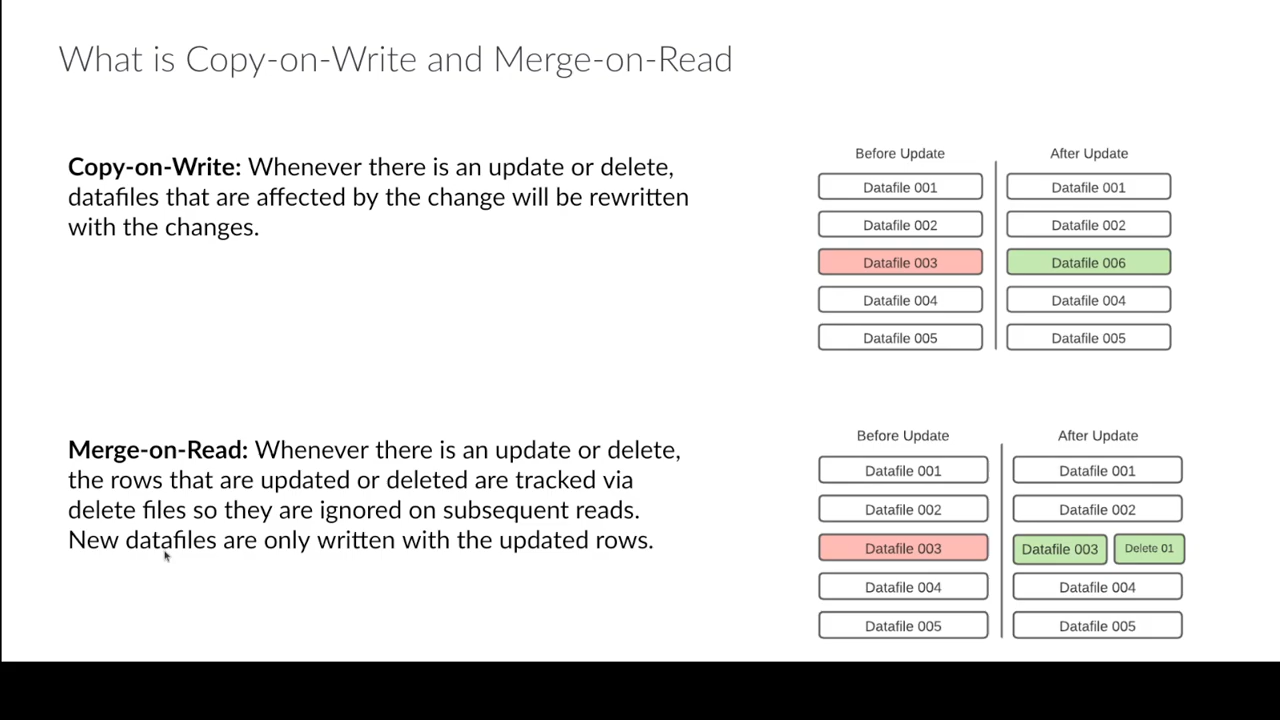 What is Copy-on-Write and Merge-on-Read
Copy-on-Write: Whenever there is an update or delete,
datafiles that are affected by the change will be rewritten
with the changes.
Before Update
After Update
Datafile 001
Datafile 001
Datafile 002
Datafile 002
Datafile 003
Datafile 006
Datafile 004
Datafile 004
Datafile 005
Datafile 005
Merge-on-Read: Whenever there is an update or delete,
the rows that are updated or deleted are tracked via
delete files so they are ignored on subsequent reads.
New datafiles are only written with the updated rows.
Before Update
After Update
Datafile 001
Datafile 001
Datafile 002
Datafile 002
Datafile 003
Datafile 003
Delete 01
Datafile 004
Datafile 004
Datafile 005
Datafile 005